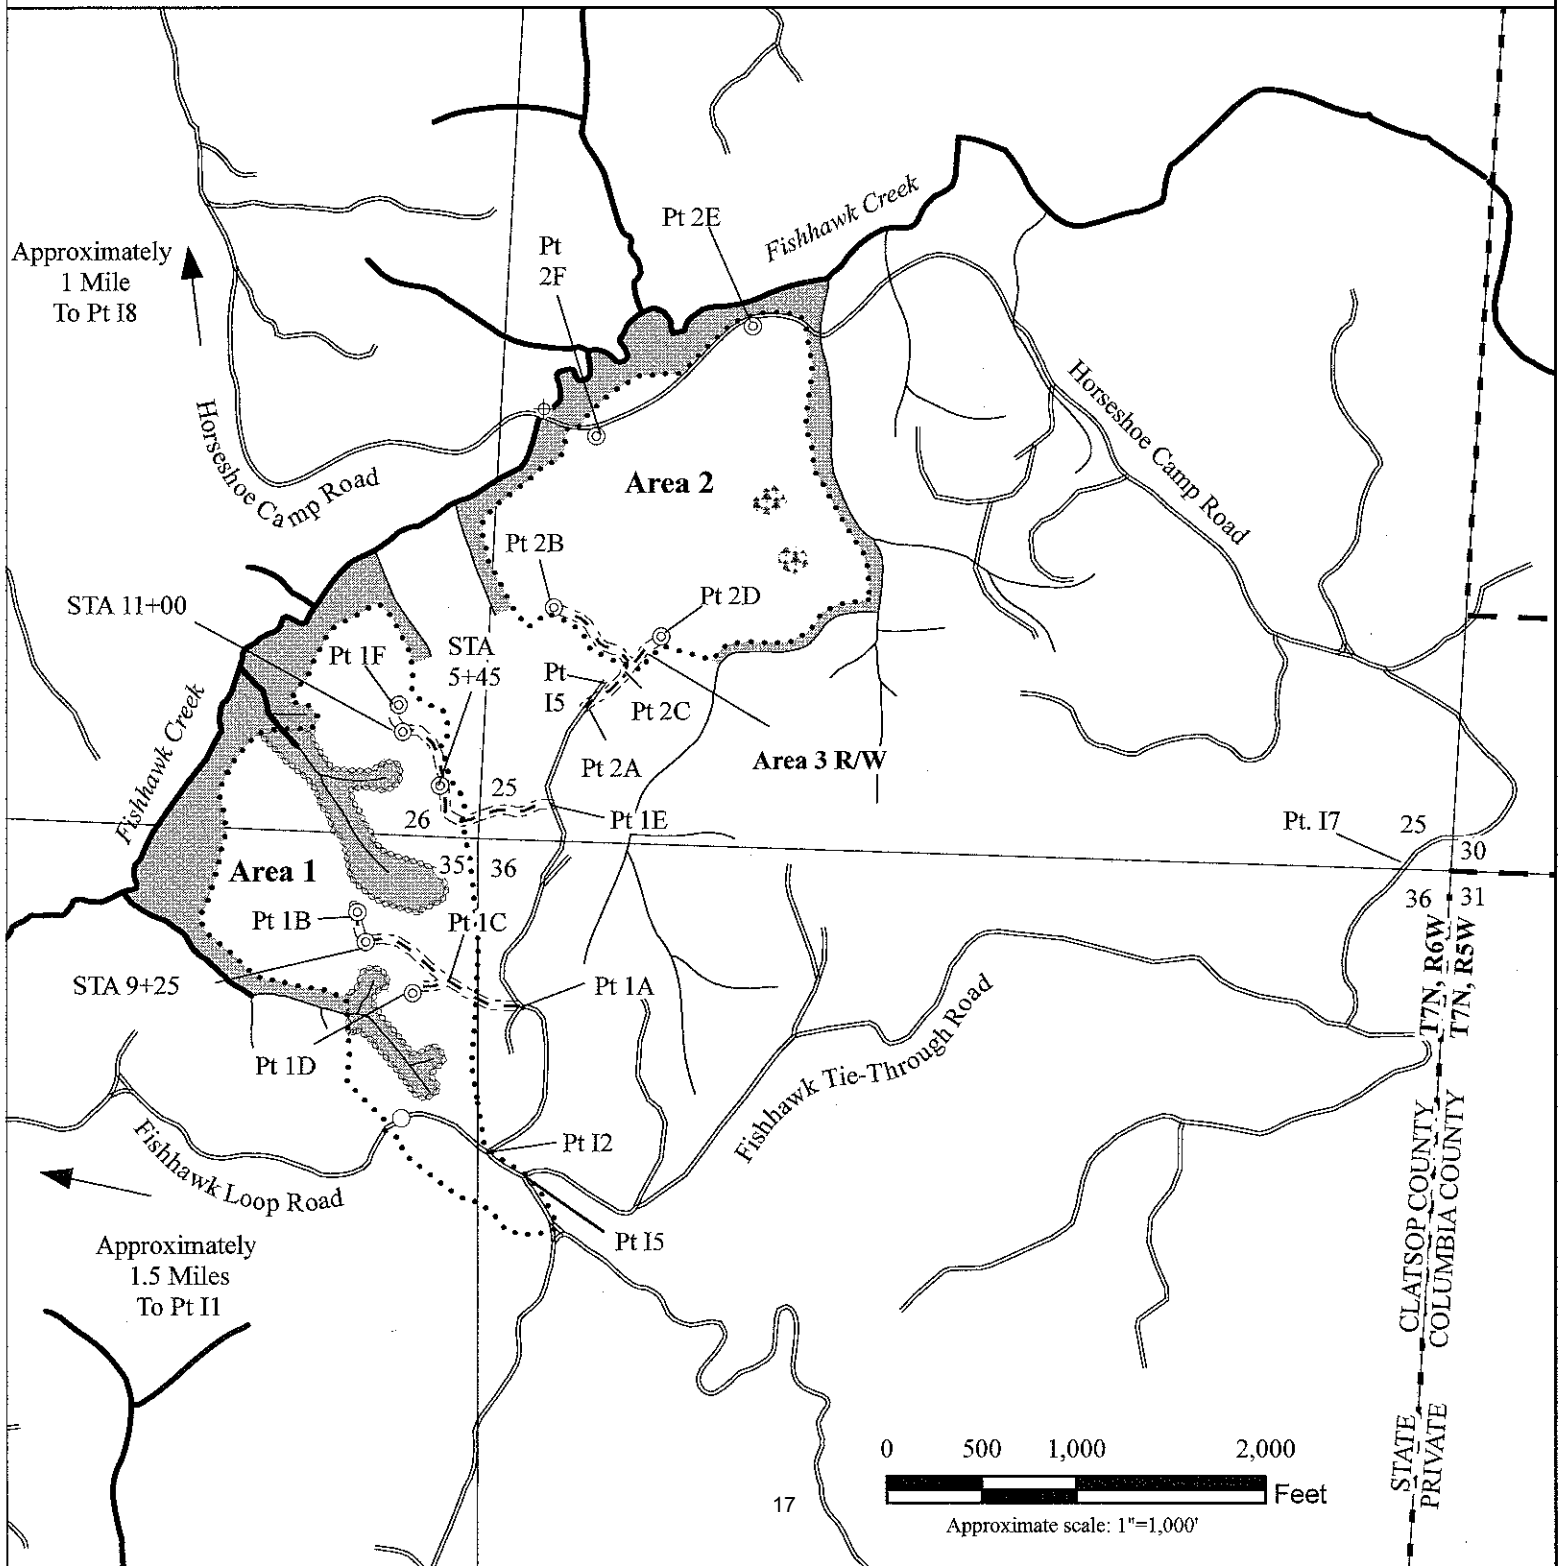 Pt 2E
Fishhawk Creek
Pt
2F
Approximately
1 Mile
To Pt I8
Horseshoe Camp Road
Horseshoe Camp Road
Area 2
Pt 2B
STA 11+00
Pt 2D
Pt 1F
STA
5+45
Pt
I5
Pt 2C
Fishhawk Creek
Area 3 R/W
Pt 2A
25
26
Pt 1E
Pt. I7
25
30
35
36
Area 1
36
31
Pt 1B
Pt 1C
T7N, R6W
T7N, R5W
STA 9+25
Pt 1A
Pt 1D
Fishhawk Tie-Through Road
Fishhawk Loop Road
Pt I2
Pt I5
CLATSOP COUNTY
COLUMBIA COUNTY
Approximately
1.5 Miles
To Pt I1
STATE
PRIVATE
0 500 1,000 2,000
Feet
Approximate scale: 1"=1,000'
17